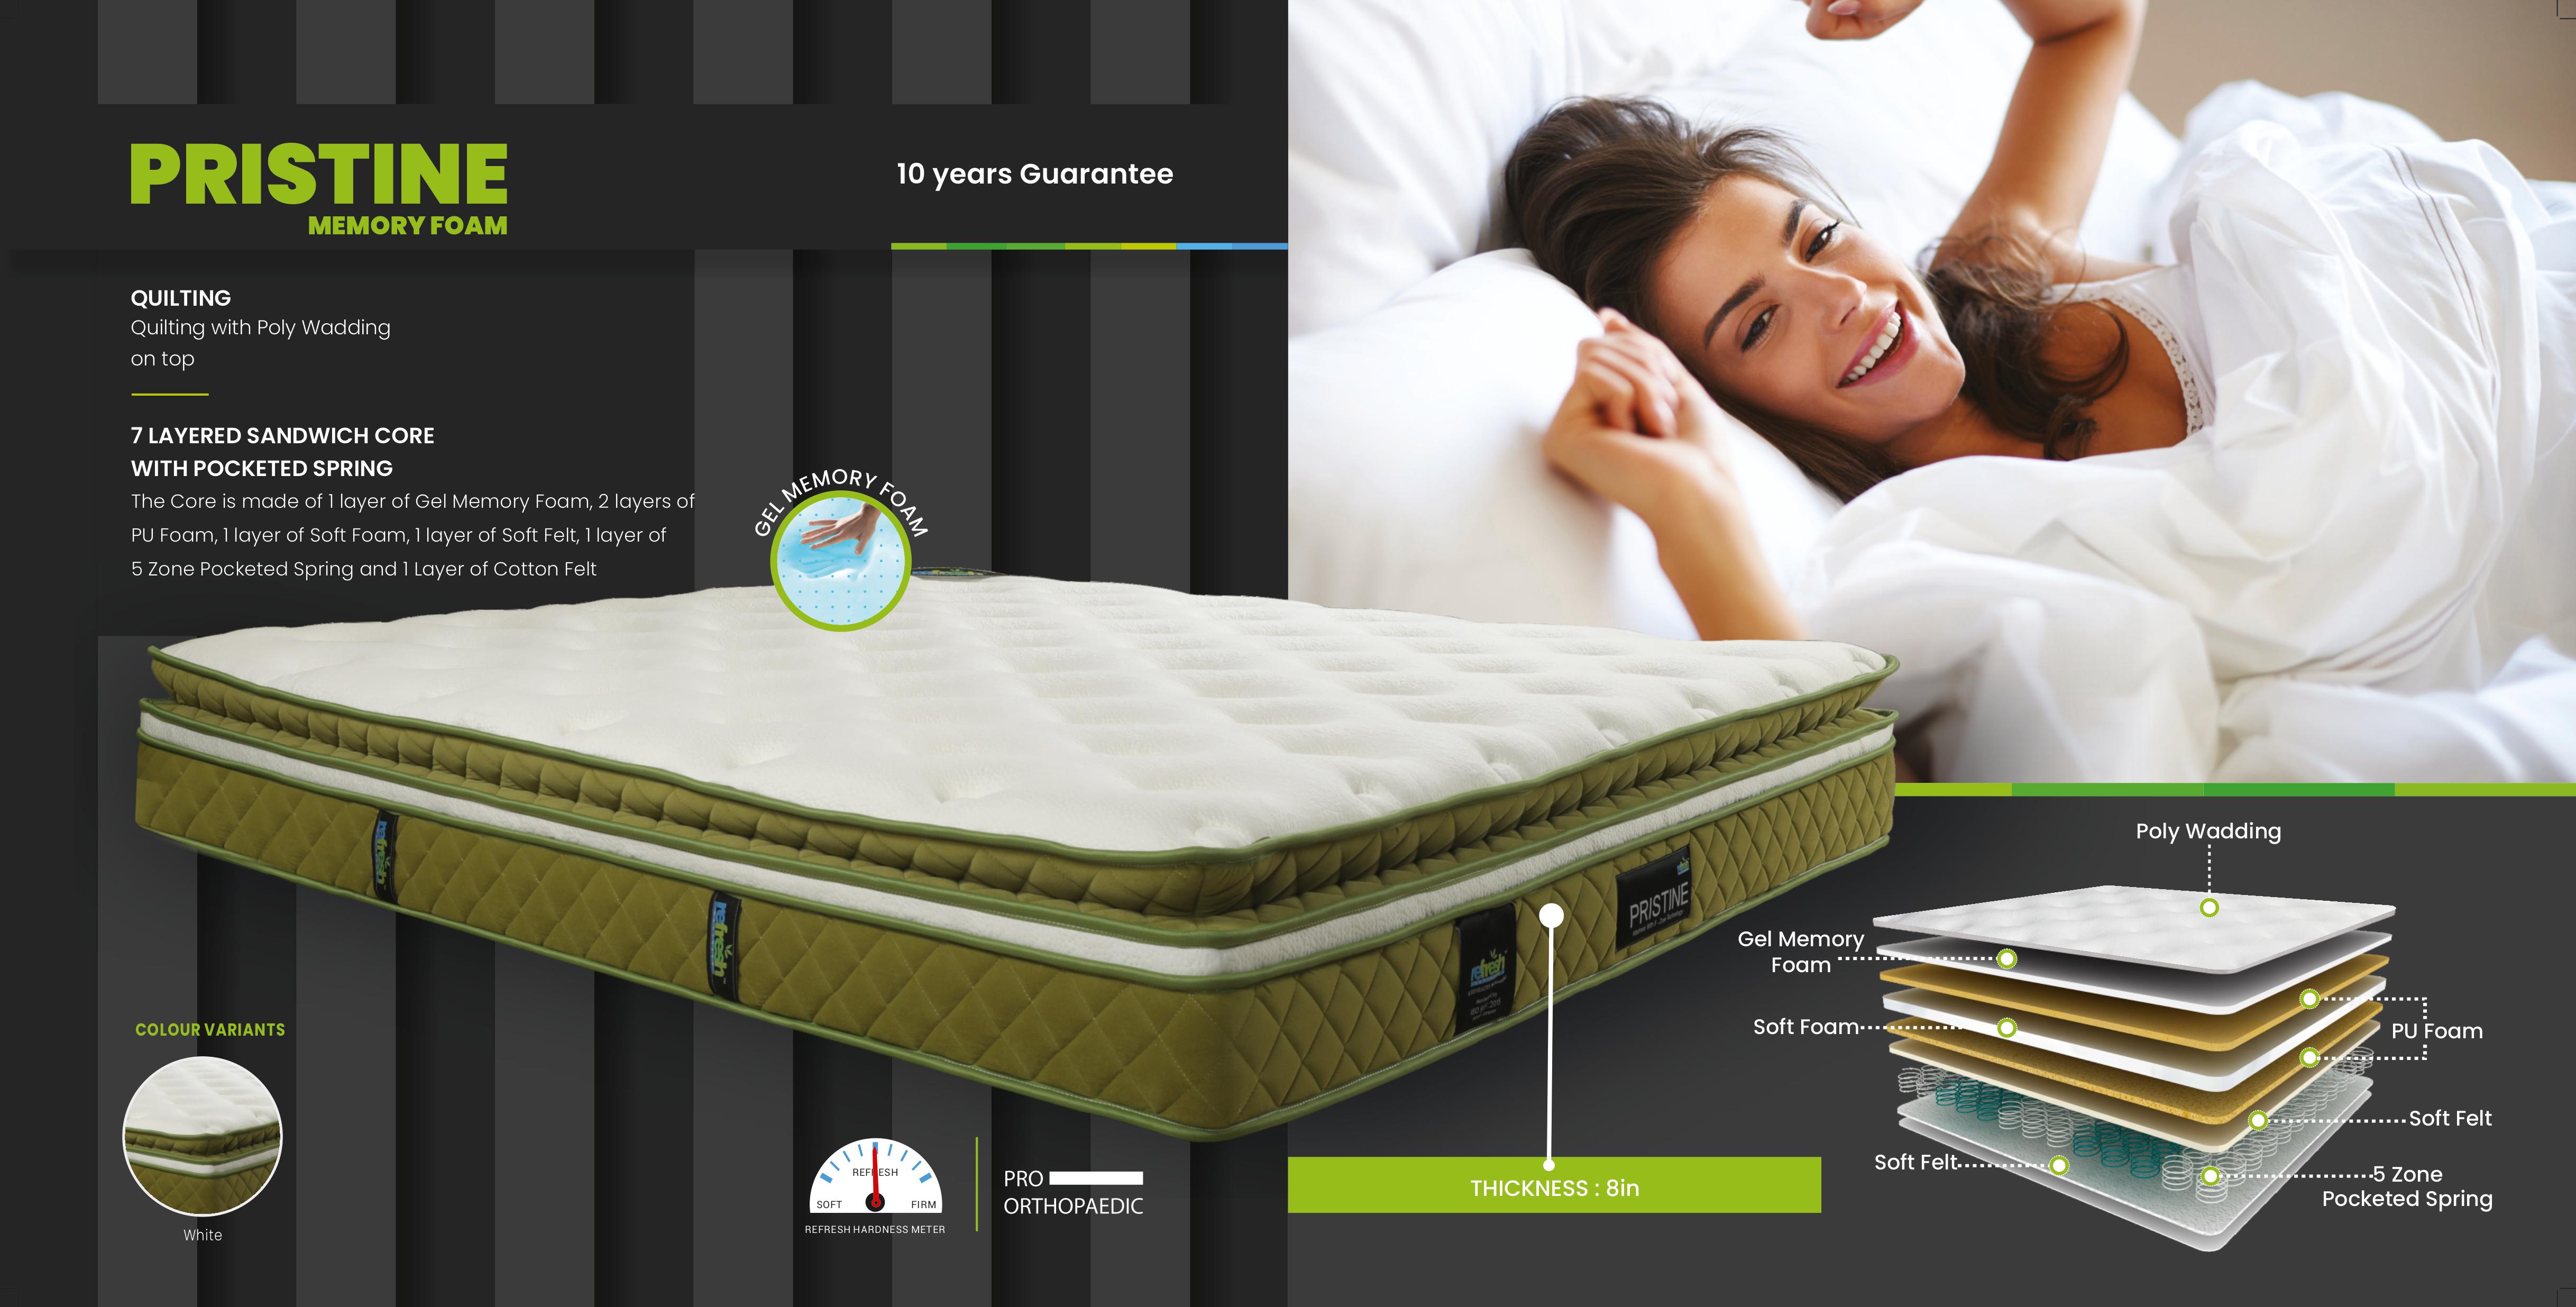 PRISTINE
MEMORY FOAM
10 years Guarantee
QUILTING
Quilting with Poly Wadding
on top
7 LAYERED SANDWICH CORE
WITH POCKETED SPRING
The Core is made of 1 layer of Gel Memory Foam, 2 layers of
PU Foam, 1 layer of Soft Foam, 1 layer of Soft Felt, 1 layer of
5 Zone Pocketed Spring and 1 Layer of Cotton Felt
GEL MEMORY FOAM
refresh
refresh
refresh
PRISTINE
COLOUR VARIANTS
White
REFRESH
SOFT
FIRM
REFRESH HARDNESS METER
PRO
ORTHOPAEDIC
THICKNESS : 8in
Poly Wadding
Gel Memory
Foam
Soft Foam
PU Foam
Soft Felt
Soft Felt
5 Zone
Pocketed Spring